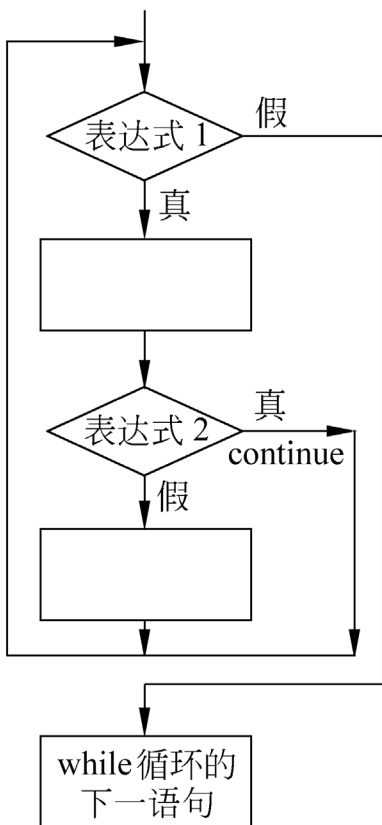 假
表达式 1
真
真
表达式 2
continue
假
while循环的
下一语句